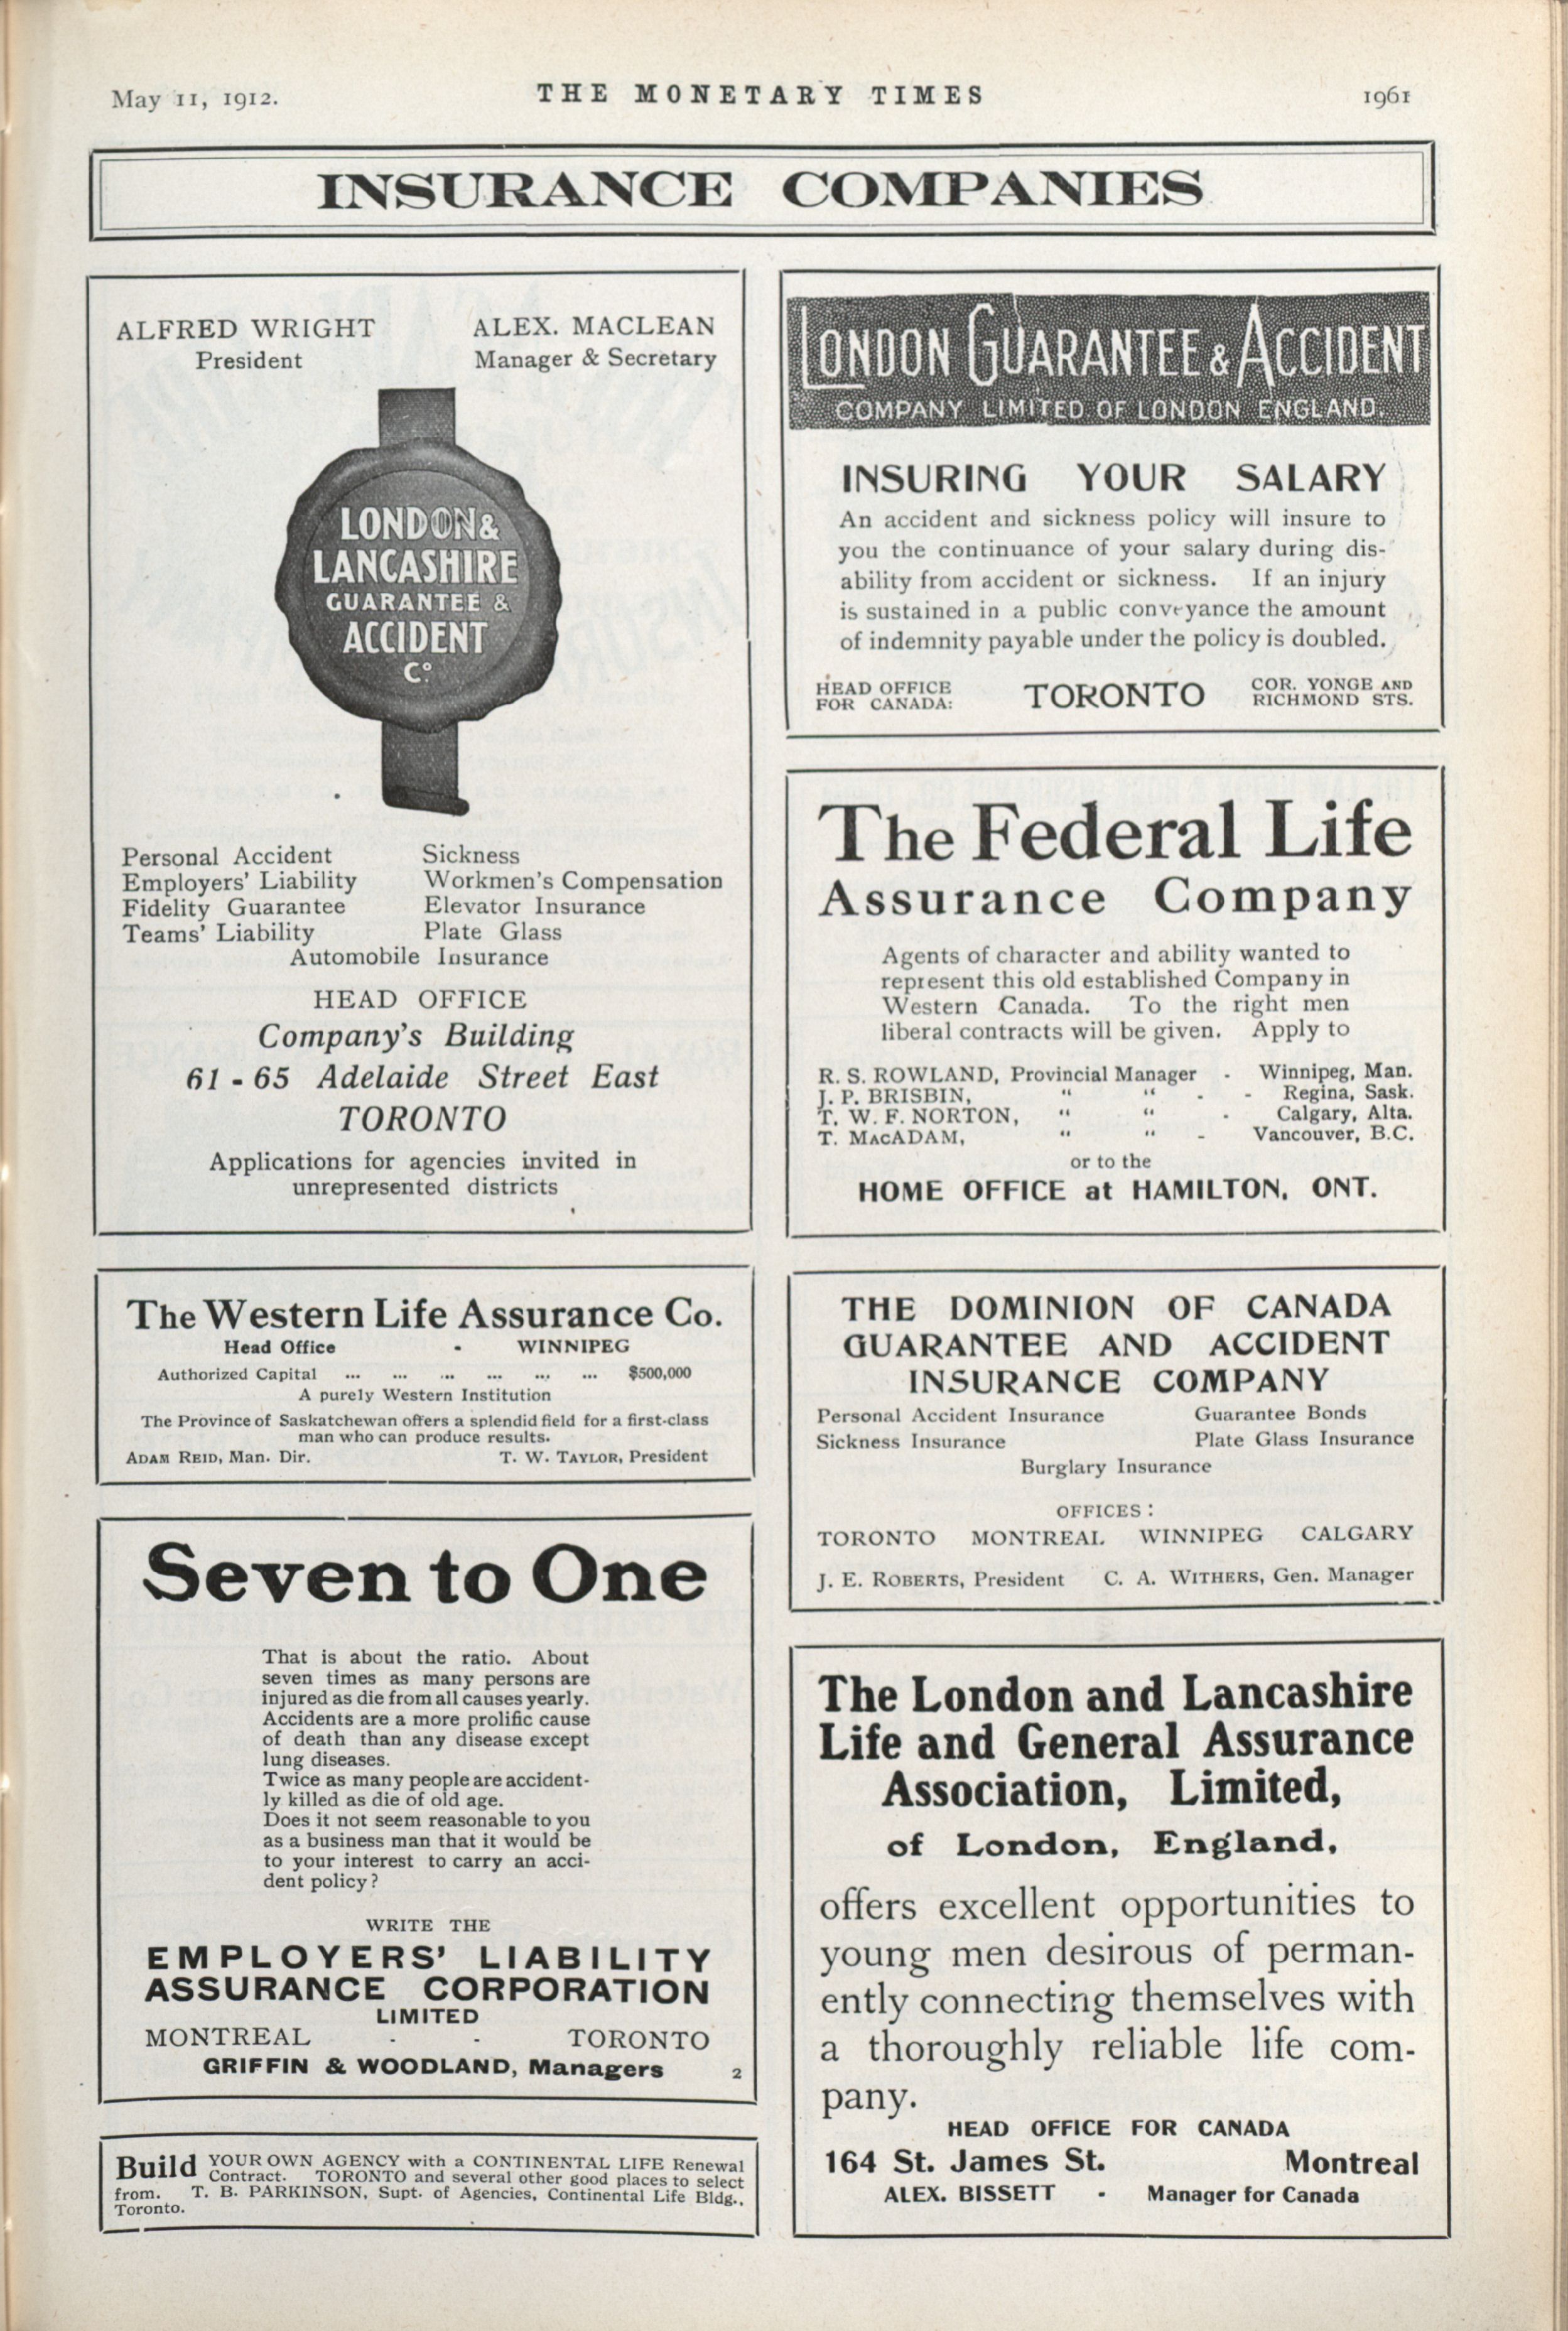 May 11, 1912.
THE MONETARY TIMES
1961
INSURANCE COMPANIES
ALFRED WRIGHT
President
ALEX. MACLEAN
Manager & Secretary
LONDON &
LANCASHIRE
GUARANTEE &
ACCIDENT
Co.
Personal Accident Sickness
Employers' Liability Workmen's Compensation
Fidelity Guarantee Elevator Insurance
Teams' Liability Plate Glass
Automobile Insurance
HEAD OFFICE
Company's Building
61 - 65 Adelaide Street East
TORONTO
Applications for agencies invited in
unrepresented districts
The Western Life Assurance Co.
Head Office - WINNIPEG
Authorized Capital ... ... ... ... ... ... $500,000
A purely Western Institution
The Province of Saskatchewan offers a splendid field for a first-class
man who can produce results.
ADAM REID, Man. Dir. T. W. TAYLOR, President
Seven to One
That is about the ratio. About
seven times as many persons are
injured as die from all causes yearly.
Accidents are a more prolific cause
of death than any disease except
lung diseases.
Twice as many people are accident-
ly killed as die of old age.
Does it not seem reasonable to you
as a business man that it would be
to your interest to carry an acci-
dent policy?
WRITE THE
EMPLOYERS' LIABILITY
ASSURANCE CORPORATION
LIMITED
MONTREAL - - TORONTO
GRIFFIN & WOODLAND, Managers 2
Build YOUR OWN AGENCY with a CONTINENTAL LIFE Renewal
Contract. TORONTO and several other good places to select
from. T. B. PARKINSON, Supt. of Agencies, Continental Life Bldg.,
Toronto.
LONDON GUARANTEE & ACCIDENT
COMPANY LIMITED OF LONDON ENGLAND.
INSURING YOUR SALARY
An accident and sickness policy will insure to
you the continuance of your salary during dis-
ability from accident or sickness. If an injury
is sustained in a public conveyance the amount
of indemnity payable under the policy is doubled.
HEAD OFFICE
FOR CANADA:
TORONTO
COR. YONGE AND
RICHMOND STS.
The Federal Life
Assurance Company
Agents of character and ability wanted to
represent this old established Company in
Western Canada. To the right men
liberal contracts will be given. Apply to
R. S. ROWLAND, Provincial Manager - Winnipeg, Man.
J. P. BRISBIN, " " - - Regina, Sask.
T. W. F. NORTON, " " - Calgary, Alta.
T. MACADAM, " " - Vancouver, B.C.
or to the
HOME OFFICE at HAMILTON, ONT.
THE DOMINION OF CANADA
GUARANTEE AND ACCIDENT
INSURANCE COMPANY
Personal Accident Insurance Guarantee Bonds
Sickness Insurance Plate Glass Insurance
Burglary Insurance
OFFICES:
TORONTO MONTREAL WINNIPEG CALGARY
J. E. ROBERTS, President C. A. WITHERS, Gen. Manager
The London and Lancashire
Life and General Assurance
Association, Limited,
of London, England,
offers excellent opportunities to
young men desirous of perman-
ently connecting themselves with
a thoroughly reliable life com-
pany.
HEAD OFFICE FOR CANADA
164 St. James St. Montreal
ALEX. BISSETT - Manager for Canada